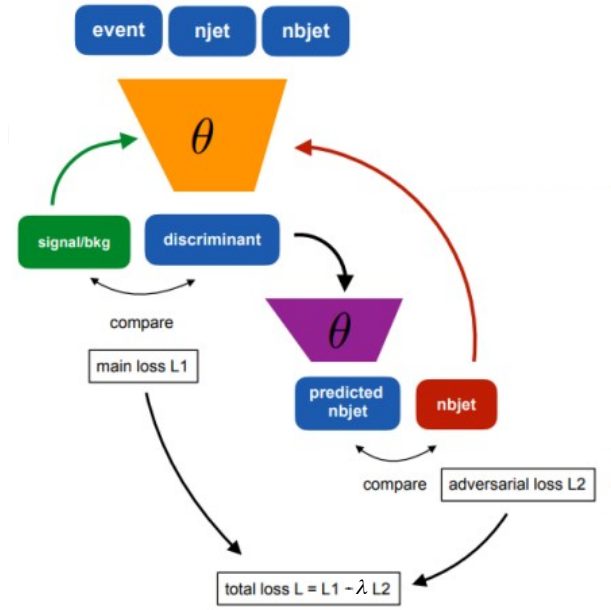 event
njet
nbjet
θ
signal/bkg
discriminant
compare
θ
main loss L1
predicted
nbjet
nbjet
compare
adversarial loss L2
total loss L = L1 - λ L2